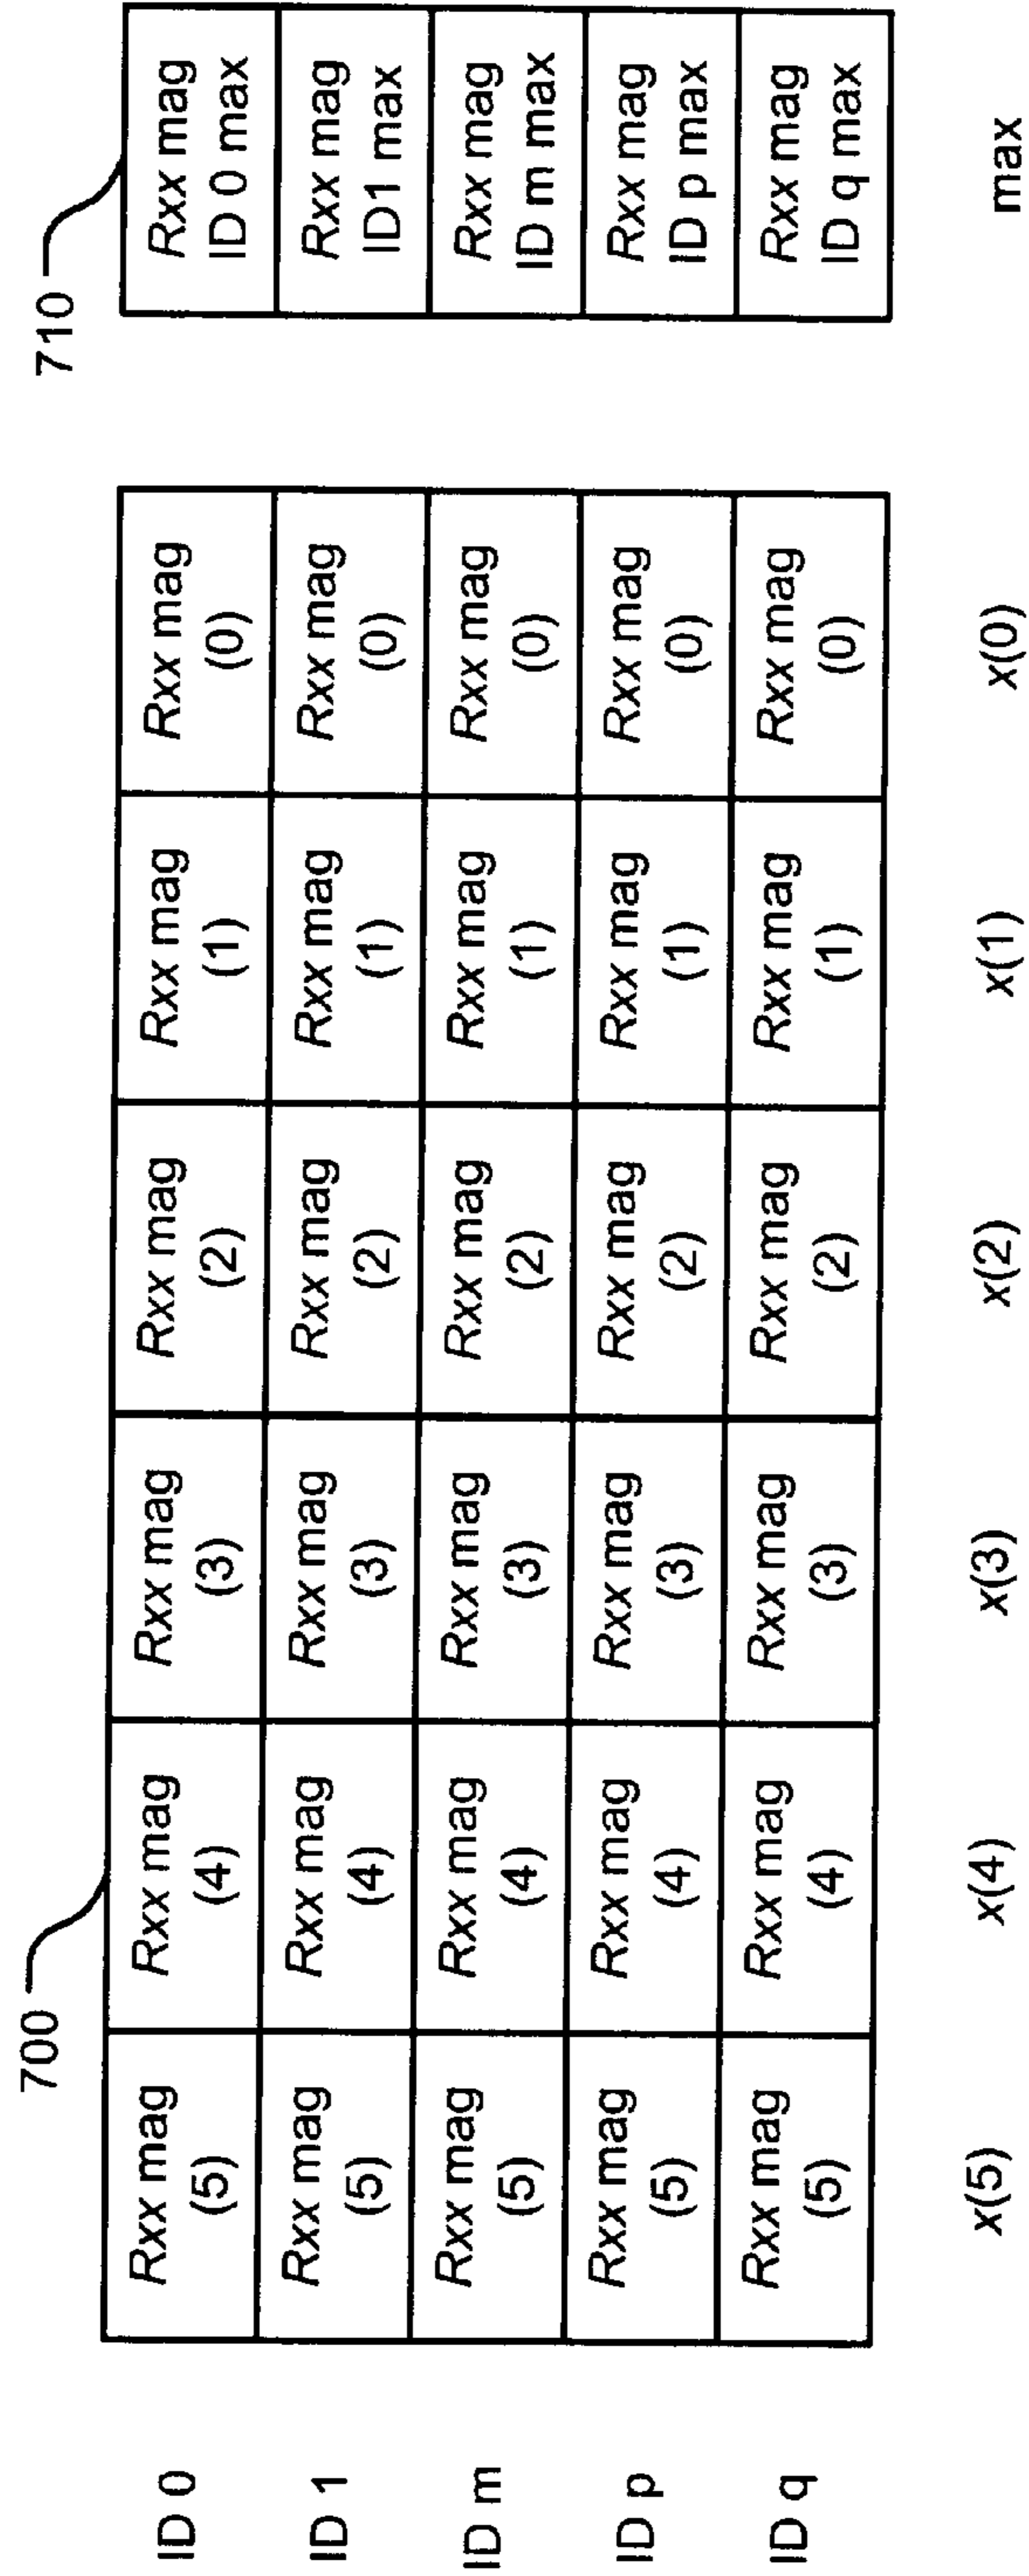 700
710
ID 0
Rxx mag
(5)
Rxx mag
(4)
Rxx mag
(3)
Rxx mag
(2)
Rxx mag
(1)
Rxx mag
(0)
Rxx mag
ID 0 max
ID 1
Rxx mag
(5)
Rxx mag
(4)
Rxx mag
(3)
Rxx mag
(2)
Rxx mag
(1)
Rxx mag
(0)
Rxx mag
ID1 max
ID m
Rxx mag
(5)
Rxx mag
(4)
Rxx mag
(3)
Rxx mag
(2)
Rxx mag
(1)
Rxx mag
(0)
Rxx mag
ID m max
ID p
Rxx mag
(5)
Rxx mag
(4)
Rxx mag
(3)
Rxx mag
(2)
Rxx mag
(1)
Rxx mag
(0)
Rxx mag
ID p max
ID q
Rxx mag
(5)
Rxx mag
(4)
Rxx mag
(3)
Rxx mag
(2)
Rxx mag
(1)
Rxx mag
(0)
Rxx mag
ID q max
x(5)
x(4)
x(3)
x(2)
x(1)
x(0)
max